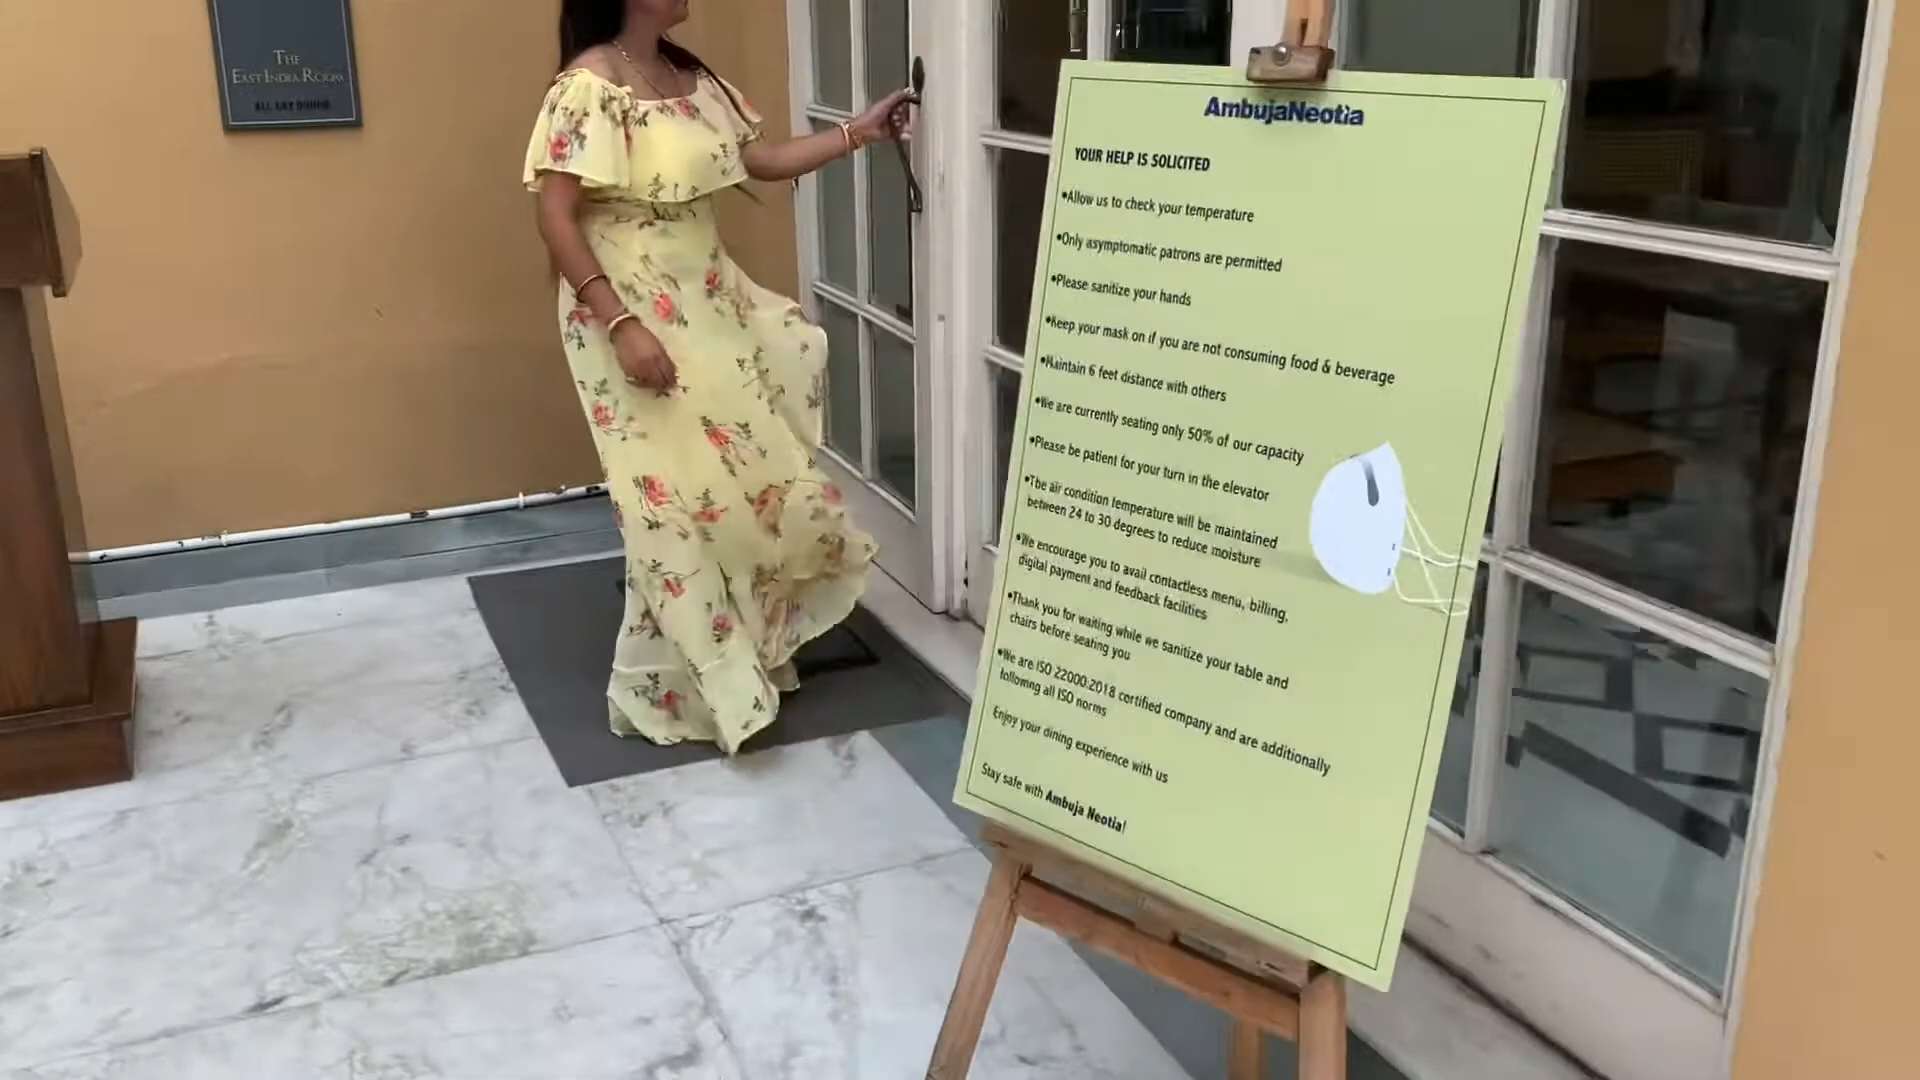 THE
EAST INDIA ROOM
ALL DAY DINING
AmbujaNeotia
YOUR HELP IS SOLICITED
•Allow us to check your temperature
•Only asymptomatic patrons are permitted
•Please sanitize your hands
•Keep your mask on if you are not consuming food & beverage
•Maintain 6 feet distance with others
•We are currently seating only 50% of our capacity
•Please be patient for your turn in the elevator
•The air condition temperature will be maintained
between 24 to 30 degrees to reduce moisture
•We encourage you to avail contactless menu, billing,
digital payment and feedback facilities
•Thank you for waiting while we sanitize your table and
chairs before seating you
•We are ISO 22000:2018 certified company and are additionally
following all ISO norms
Enjoy your dining experience with us
Stay safe with Ambuja Neotia!